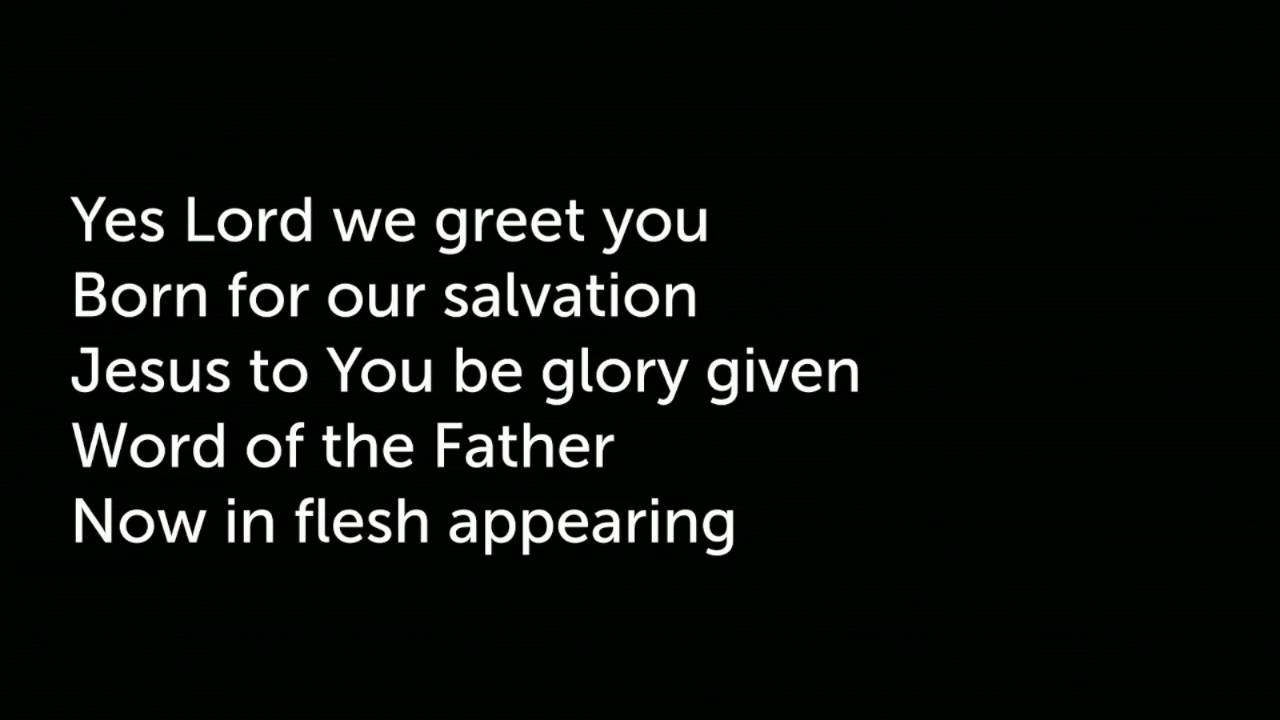 Yes Lord we greet you
Born for our salvation
Jesus to You be glory given
Word of the Father
Now in flesh appearing